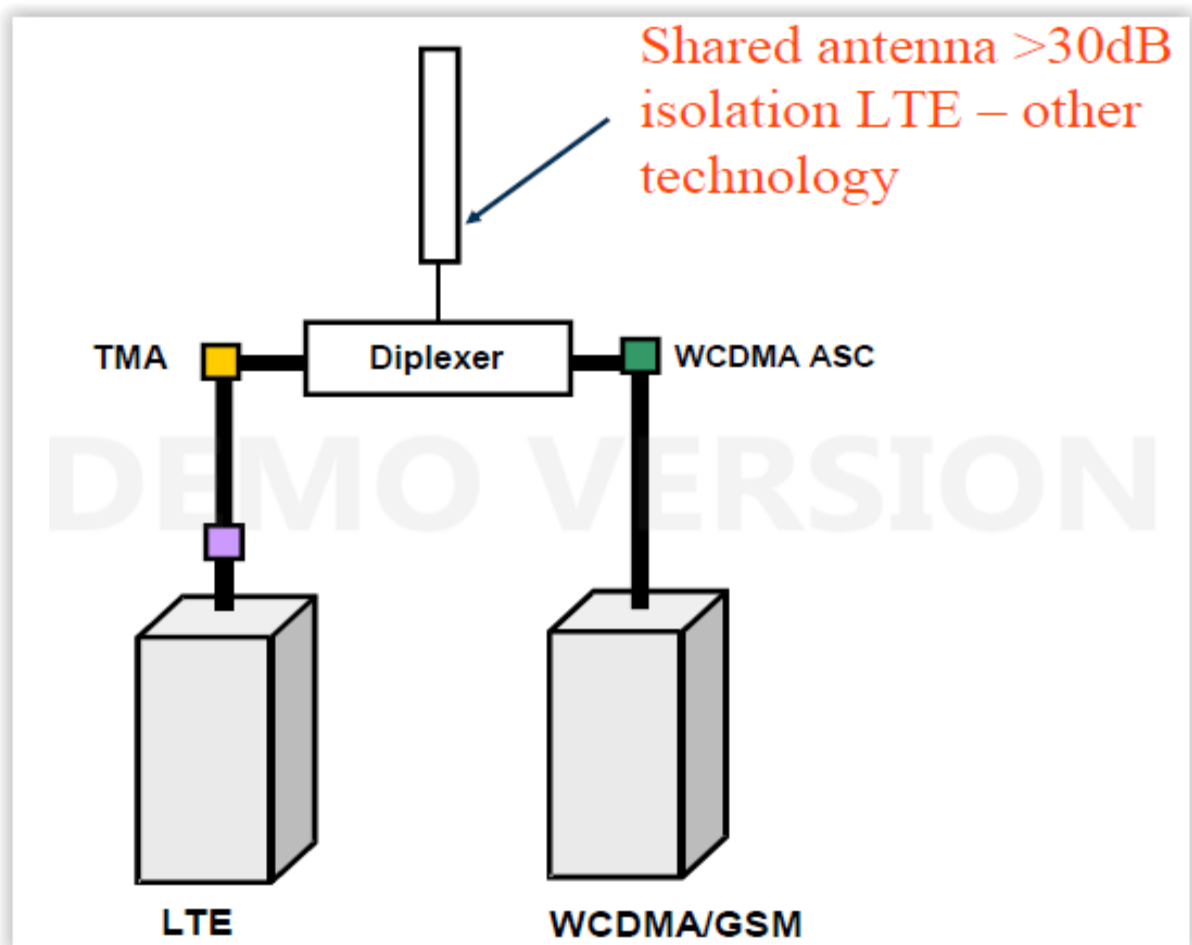 Shared antenna >30dB
isolation LTE – other
technology
TMA
Diplexer
WCDMA ASC
DEMO VERSION
LTE
WCDMA/GSM